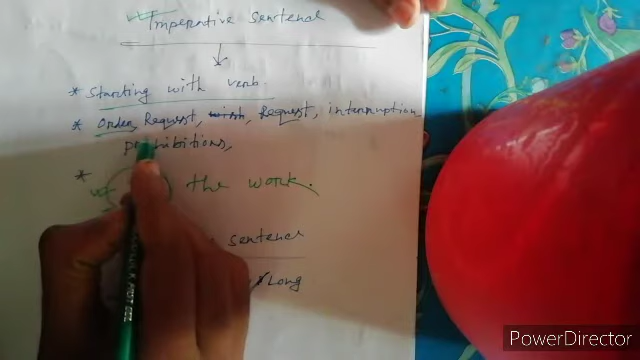 Imperative sentence
* Starting with verb.
* Order, Request, wish, Request, interruption
prohibitions,
* the work.
sentence
Long
PowerDirector